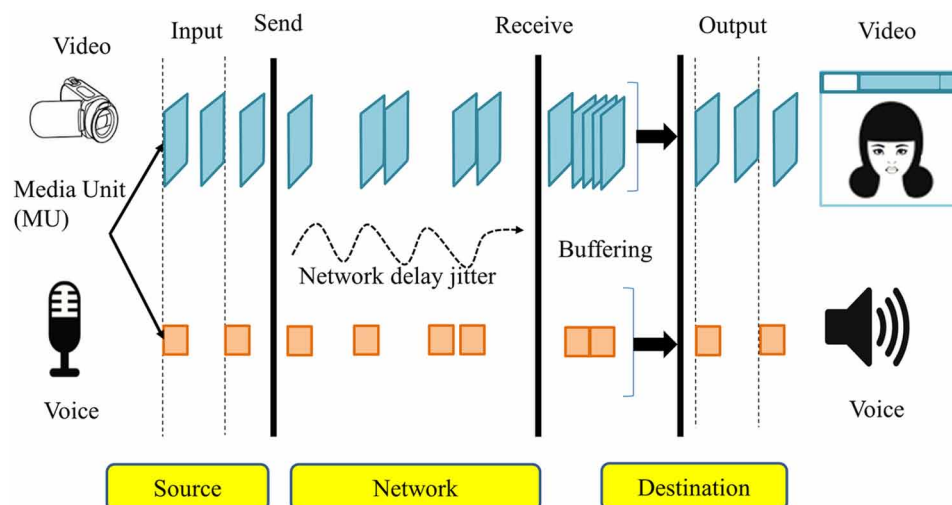 Video
Input
Send
Receive
Output
Video
Media Unit
(MU)
Network delay jitter
Buffering
Voice
Voice
Source
Network
Destination